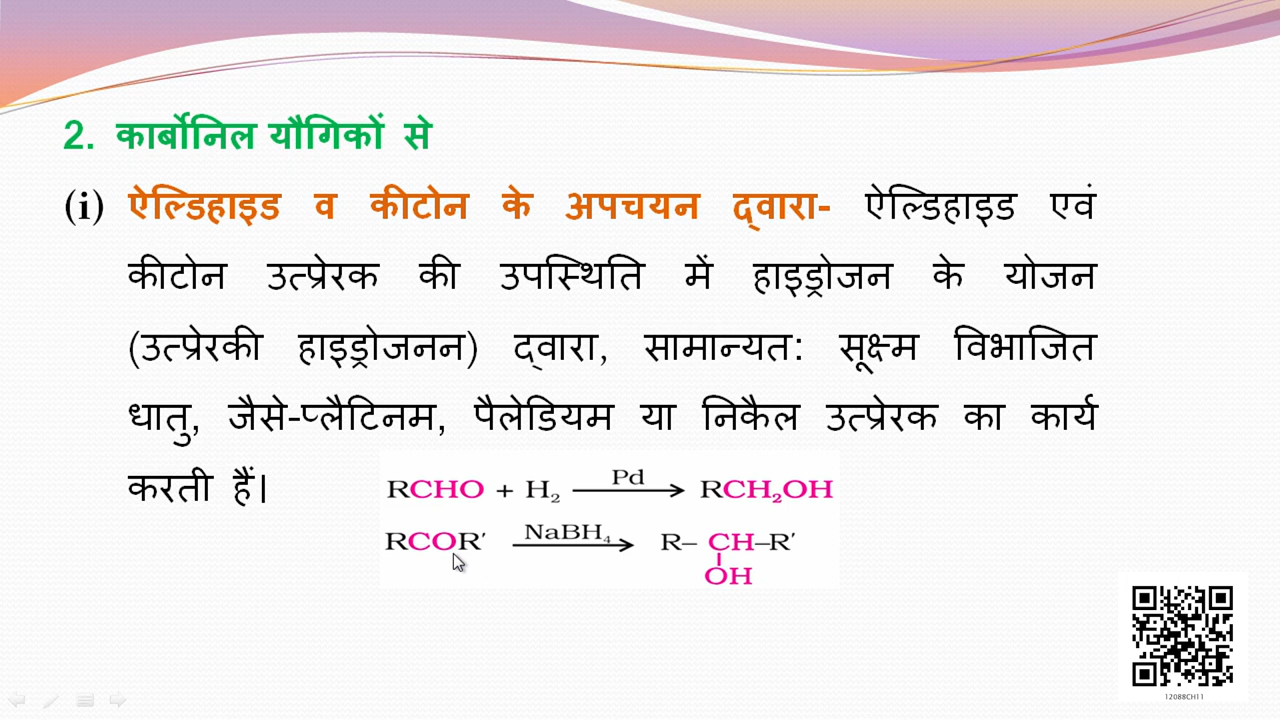 2. कार्बोनिल यौगिकों से
(i) ऐल्डिहाइड व कीटोन के अपचयन द्वारा- ऐल्डिहाइड एवं
कीटोन उत्प्रेरक की उपस्थिति में हाइड्रोजन के योजन
(उत्प्रेरकी हाइड्रोजनन) द्वारा, सामान्यत: सूक्ष्म विभाजित
धातु, जैसे-प्लैटिनम, पैलेडियम या निकैल उत्प्रेरक का कार्य
करती हैं।
RCHO + H₂ —Pd→ RCH₂OH
RCOR′ —NaBH₄→ R– CH–R′
OH
12088CH11